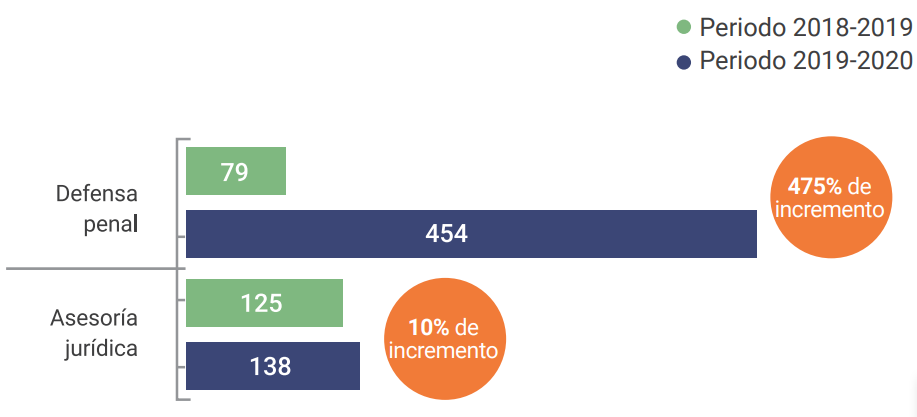 Periodo 2018-2019
Periodo 2019-2020
Defensa
penal
79
454
475% de
incremento
Asesoría
jurídica
125
138
10% de
incremento